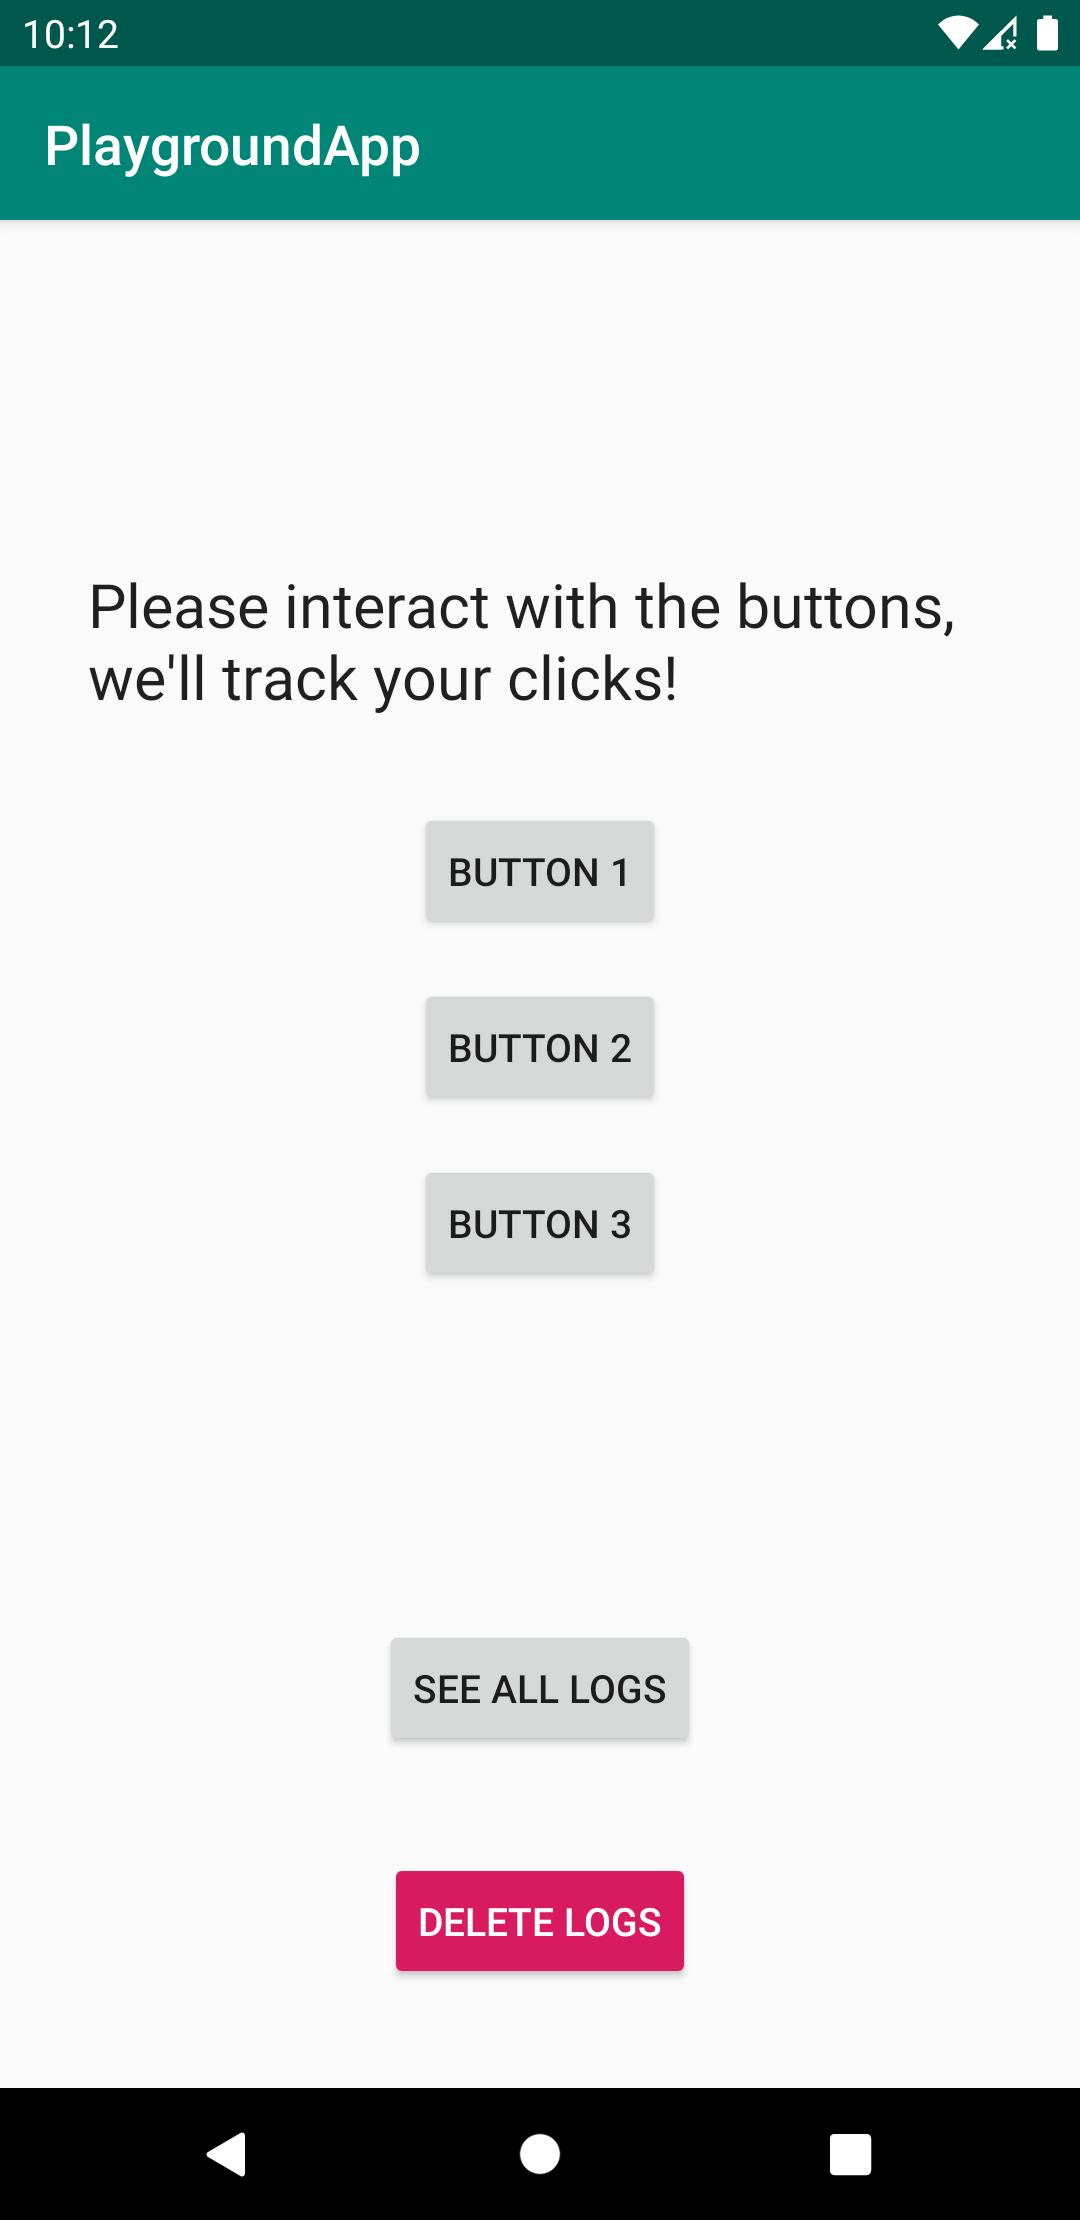 10:12
PlaygroundApp
Please interact with the buttons,
we'll track your clicks!
BUTTON 1
BUTTON 2
BUTTON 3
SEE ALL LOGS
DELETE LOGS